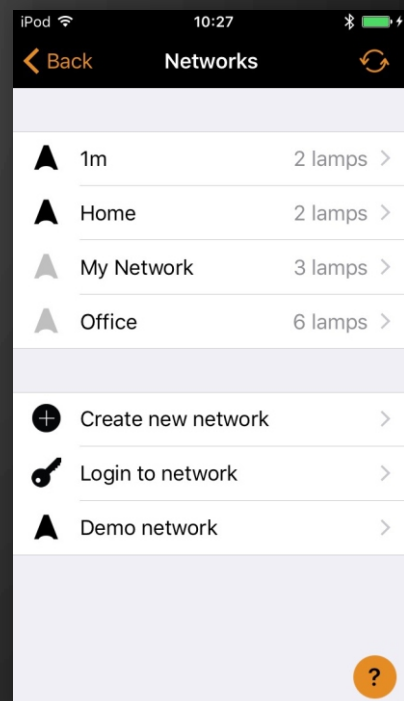 iPod 10:27
Back Networks
1m 2 lamps
Home 2 lamps
My Network 3 lamps
Office 6 lamps
Create new network
Login to network
Demo network
?